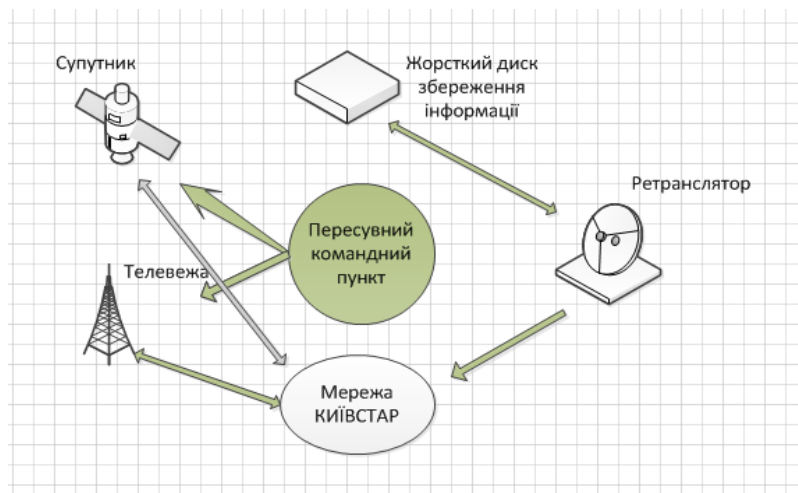 Супутник
Жорсткий диск
збереження
інформації
Ретранслятор
Пересувний
командний
пункт
Телевежа
Мережа
КИЇВСТАР